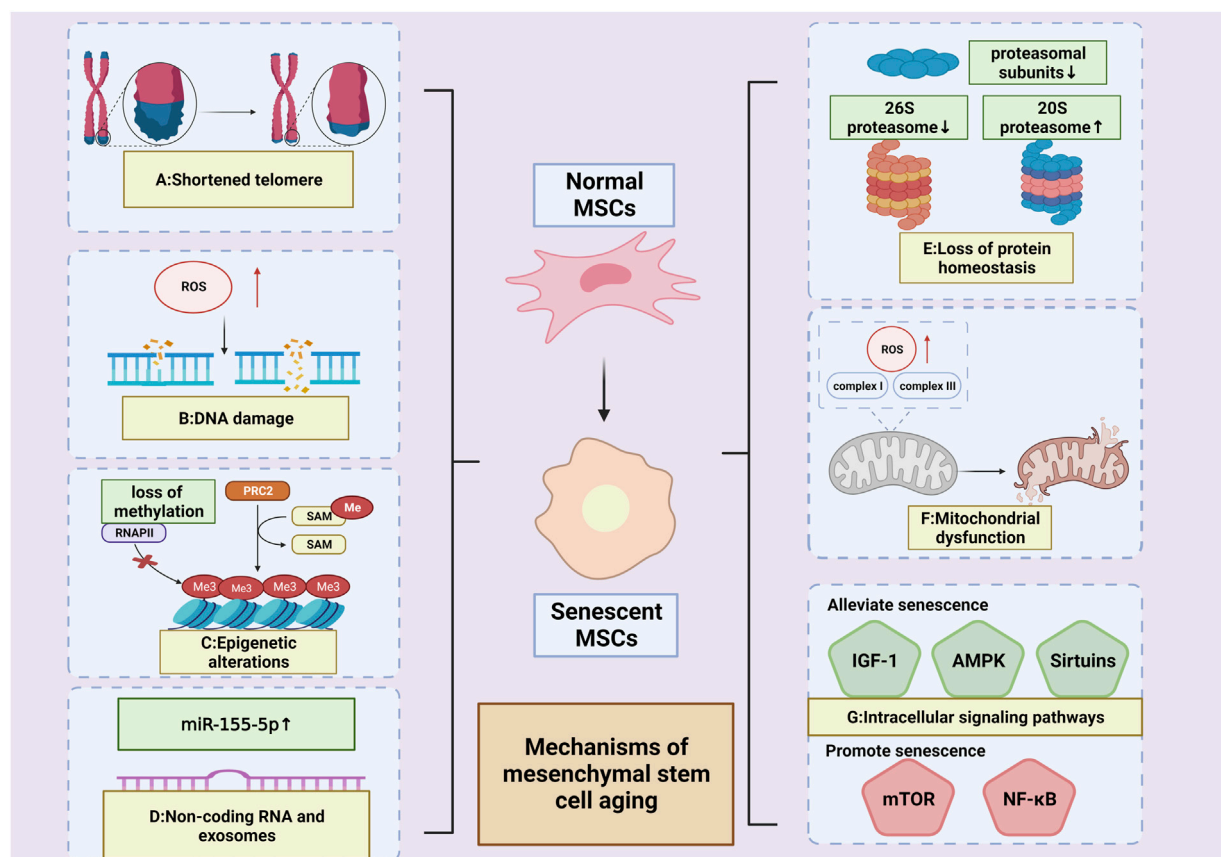 A:Shortened telomere
ROS
B:DNA damage
loss of
methylation
RNAPII
PRC2
SAM
Me
SAM
Me3
Me3
Me3
Me3
C:Epigenetic
alterations
miR-155-5p↑
D:Non-coding RNA and
exosomes
Normal
MSCs
Senescent
MSCs
Mechanisms of
mesenchymal stem
cell aging
proteasomal
subunits↓
26S
proteasome↓
20S
proteasome↑
E:Loss of protein
homeostasis
ROS
complex I
complex III
F:Mitochondrial
dysfunction
Alleviate senescence
IGF-1
AMPK
Sirtuins
G:Intracellular signaling pathways
Promote senescence
mTOR
NF-κB